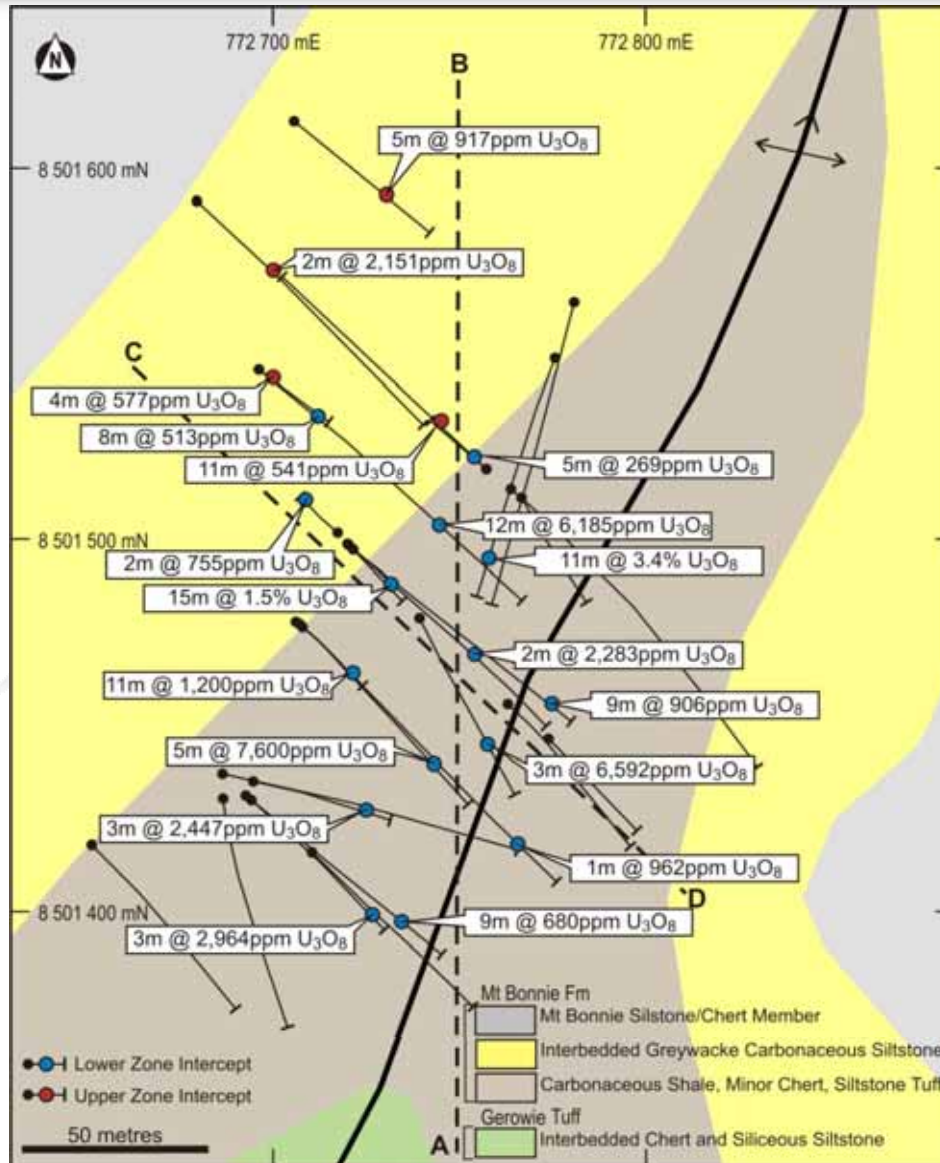 772 700 mE
772 800 mE
N
B
5m @ 917ppm U₃O₈
8 501 600 mN
2m @ 2,151ppm U₃O₈
C
4m @ 577ppm U₃O₈
8m @ 513ppm U₃O₈
11m @ 541ppm U₃O₈
5m @ 269ppm U₃O₈
12m @ 6,185ppm U₃O₈
8 501 500 mN
2m @ 755ppm U₃O₈
11m @ 3.4% U₃O₈
15m @ 1.5% U₃O₈
2m @ 2,283ppm U₃O₈
11m @ 1,200ppm U₃O₈
9m @ 906ppm U₃O₈
5m @ 7,600ppm U₃O₈
3m @ 6,592ppm U₃O₈
3m @ 2,447ppm U₃O₈
1m @ 962ppm U₃O₈
D
8 501 400 mN
9m @ 680ppm U₃O₈
3m @ 2,964ppm U₃O₈
Mt Bonnie Fm
Mt Bonnie Silstone/Chert Member
Interbedded Greywacke Carbonaceous Siltstone
Carbonaceous Shale, Minor Chert, Siltstone Tuff
Gerowie Tuff
Interbedded Chert and Siliceous Siltstone
Lower Zone Intercept
Upper Zone Intercept
50 metres
A